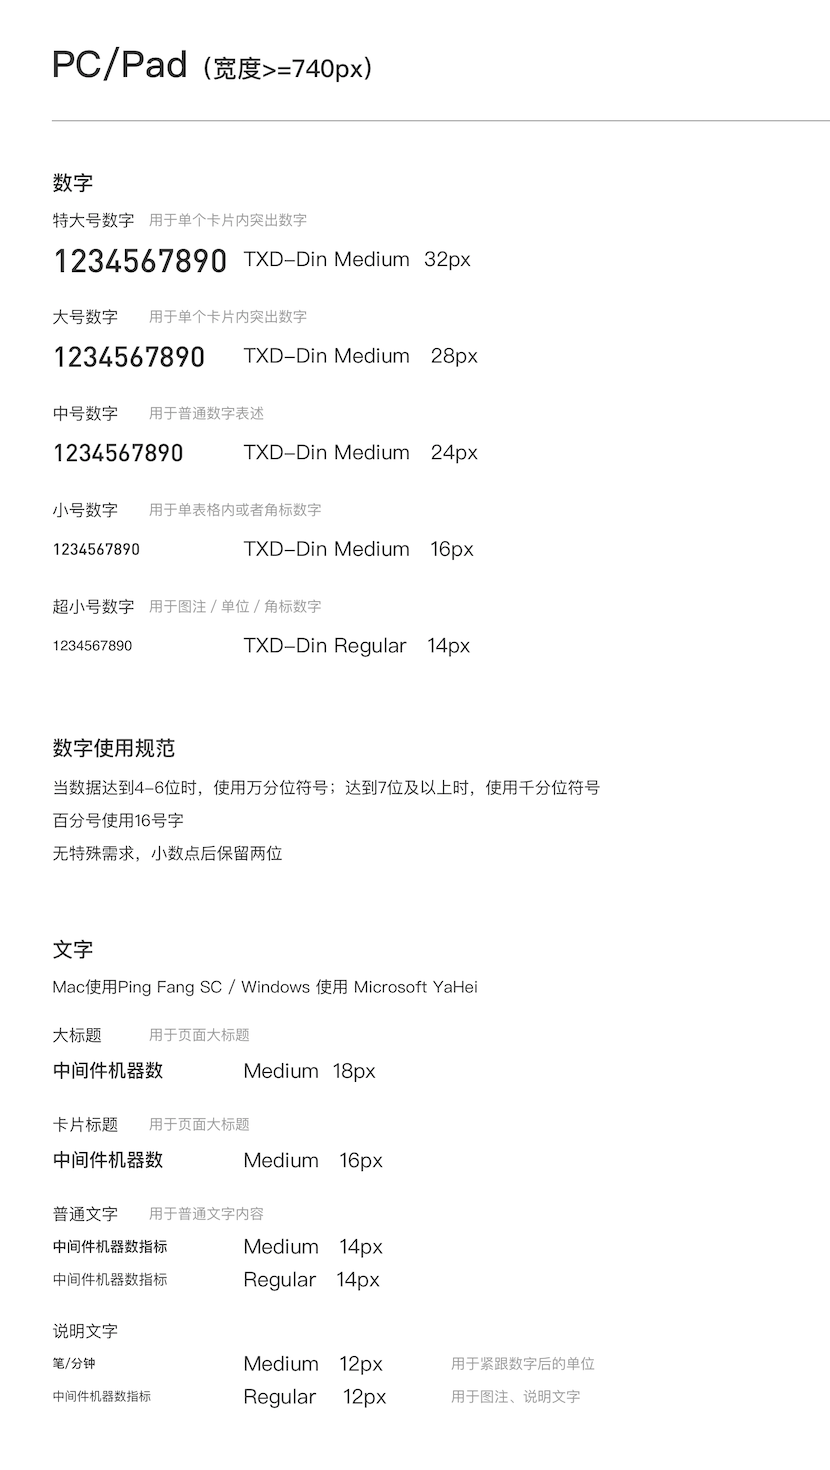 PC/Pad（宽度>=740px）
数字
特大号数字 用于单个卡片内突出数字
1234567890 TXD-Din Medium 32px
大号数字 用于单个卡片内突出数字
1234567890 TXD-Din Medium 28px
中号数字 用于普通数字表述
1234567890 TXD-Din Medium 24px
小号数字 用于单表格内或者角标数字
1234567890 TXD-Din Medium 16px
超小号数字 用于图注 / 单位 / 角标数字
1234567890 TXD-Din Regular 14px
数字使用规范
当数据达到4-6位时，使用万分位符号；达到7位及以上时，使用千分位符号
百分号使用16号字
无特殊需求，小数点后保留两位
文字
Mac使用Ping Fang SC / Windows 使用 Microsoft YaHei
大标题 用于页面大标题
中间件机器数 Medium 18px
卡片标题 用于页面大标题
中间件机器数 Medium 16px
普通文字 用于普通文字内容
中间件机器数指标 Medium 14px
中间件机器数指标 Regular 14px
说明文字
笔/分钟 Medium 12px 用于紧跟数字后的单位
中间件机器数指标 Regular 12px 用于图注、说明文字